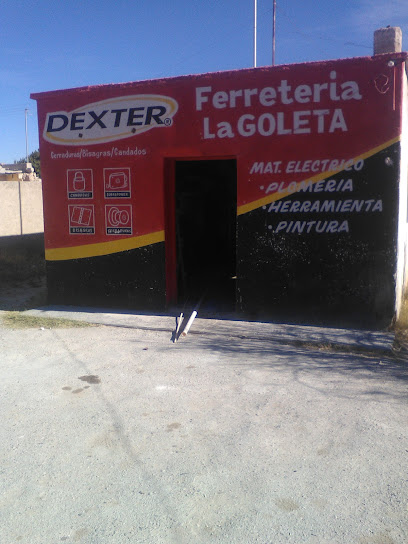 DEXTER®
Cerraduras/Bisagras/Candados
Ferreteria
La GOLETA
MAT. ELECTRICO
• PLOMERIA
• HERRAMIENTA
• PINTURA